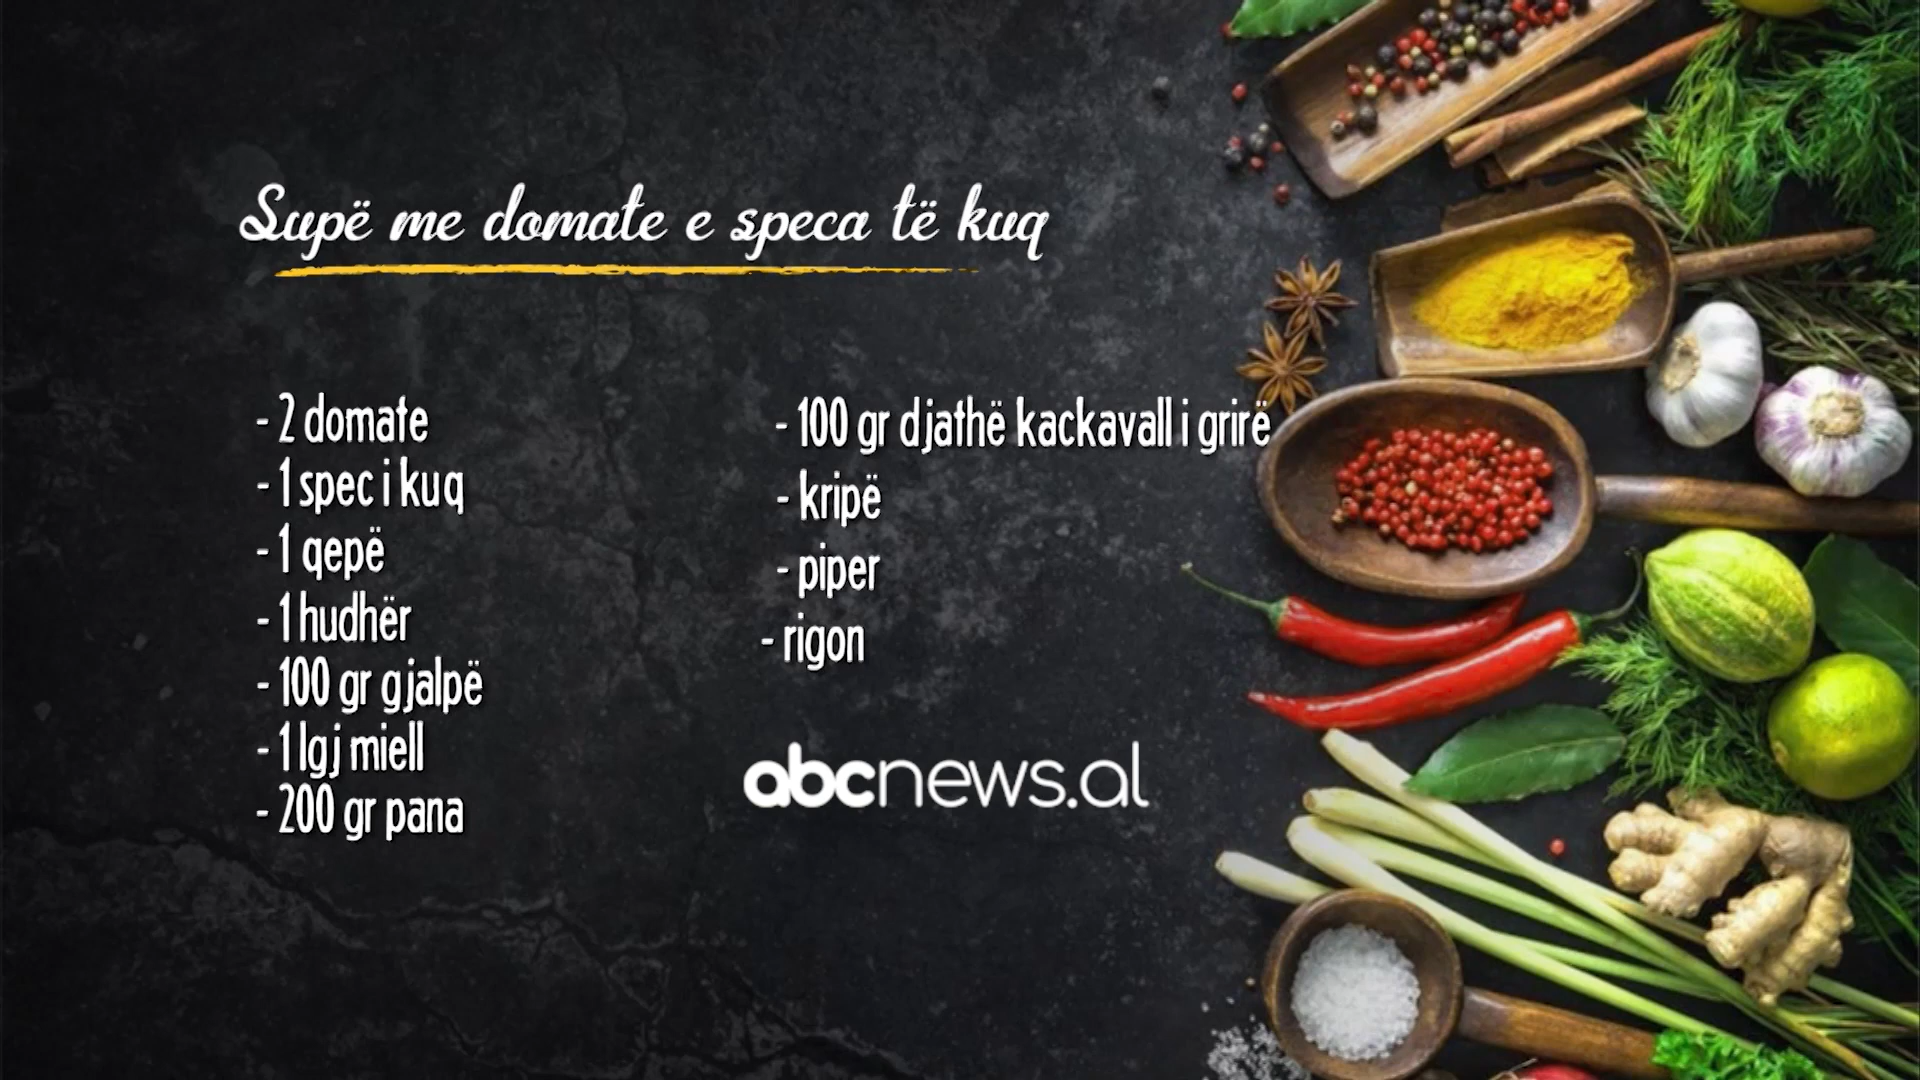 Supë me domate e speca të kuq
- 2 domate
- 1 spec i kuq
- 1 qepë
- 1 hudhër
- 100 gr gjalpë
- 1 lgj miell
- 200 gr pana
- 100 gr djathë kackavall i grirë
- kripë
- piper
- rigon
abcnews.al